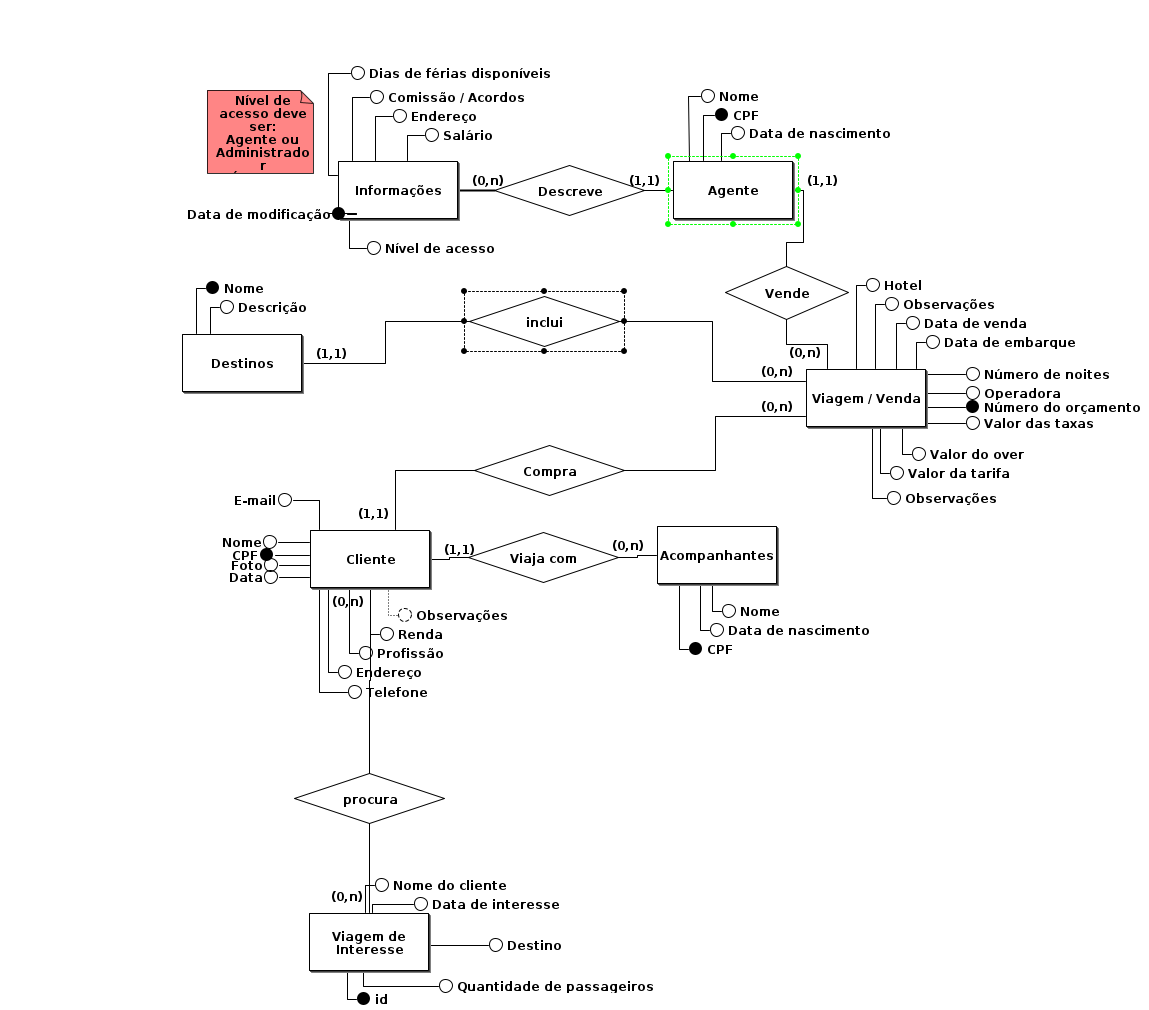 Dias de férias disponíveis
Comissão / Acordos
Endereço
Salário
Nível de
acesso deve
ser:
Agente ou
Administrado
r
Informações
(0,n)
Descreve
(1,1)
Nome
CPF
Data de nascimento
Agente
(1,1)
Data de modificação
Nível de acesso
Nome
Descrição
Destinos
(1,1)
inclui
Vende
(0,n)
(0,n)
Hotel
Observações
Data de venda
Data de embarque
Viagem / Venda
Número de noites
Operadora
Número do orçamento
Valor das taxas
(0,n)
Valor do over
Valor da tarifa
Observações
Compra
(1,1)
E-mail
Nome
CPF
Foto
Data
Cliente
(1,1)
Viaja com
(0,n)
Acompanhantes
Nome
Data de nascimento
CPF
(0,n)
Observações
Renda
Profissão
Endereço
Telefone
procura
(0,n)
Nome do cliente
Data de interesse
Viagem de
Interesse
Destino
Quantidade de passageiros
id